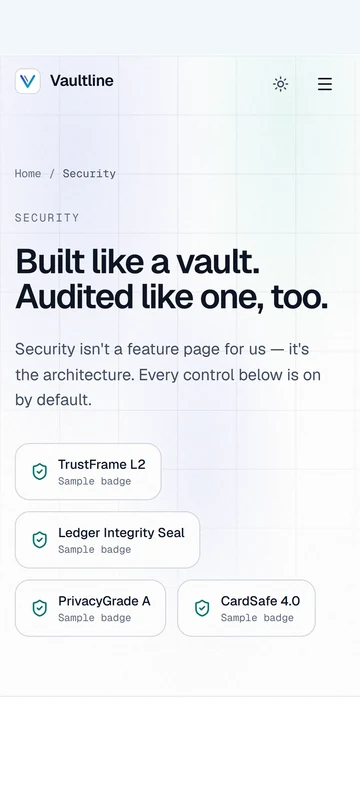 Vaultline
Home / Security
SECURITY
Built like a vault.
Audited like one, too.
Security isn't a feature page for us — it's
the architecture. Every control below is on
by default.
TrustFrame L2
Sample badge
Ledger Integrity Seal
Sample badge
PrivacyGrade A
Sample badge
CardSafe 4.0
Sample badge